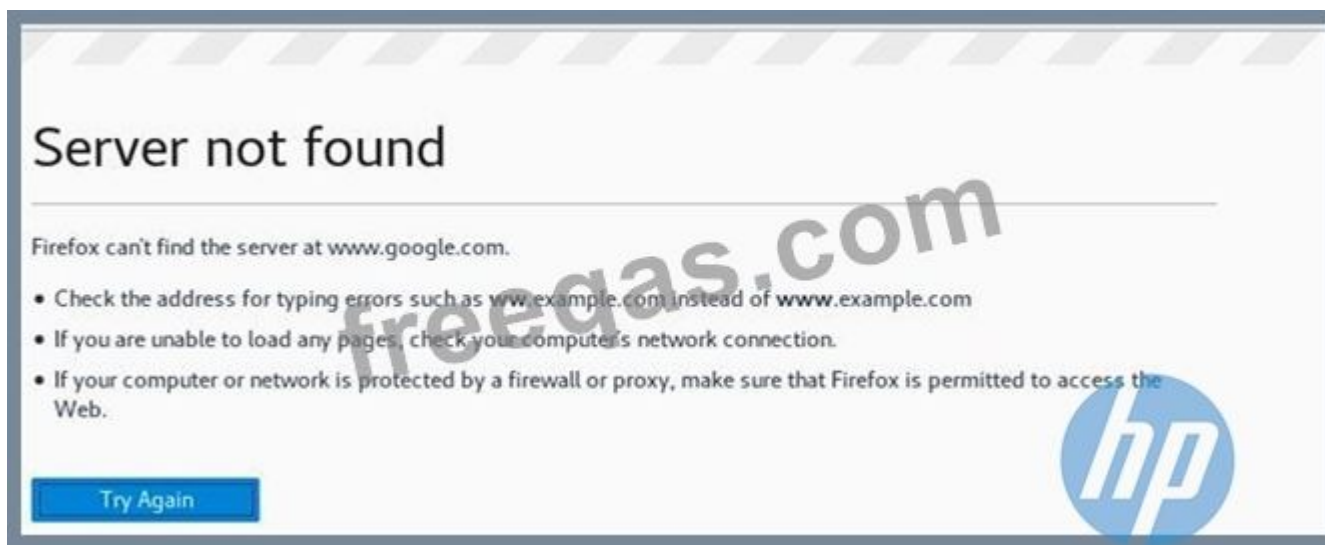 Server not found
Firefox can't find the server at www.google.com.
• Check the address for typing errors such as ww.example.com instead of www.example.com
• If you are unable to load any pages, check your computer's network connection.
• If your computer or network is protected by a firewall or proxy, make sure that Firefox is permitted to access the
Web.
Try Again
freeqas.com
hp